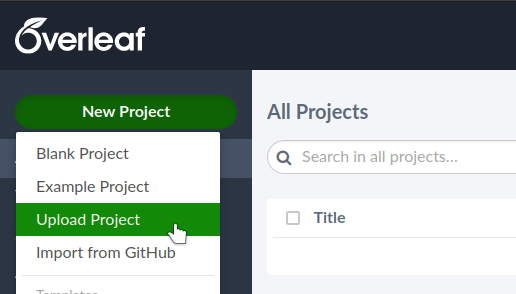 Overleaf
New Project
All Projects
Blank Project
Search in all projects...
Example Project
Upload Project
Title
Import from GitHub
Templates